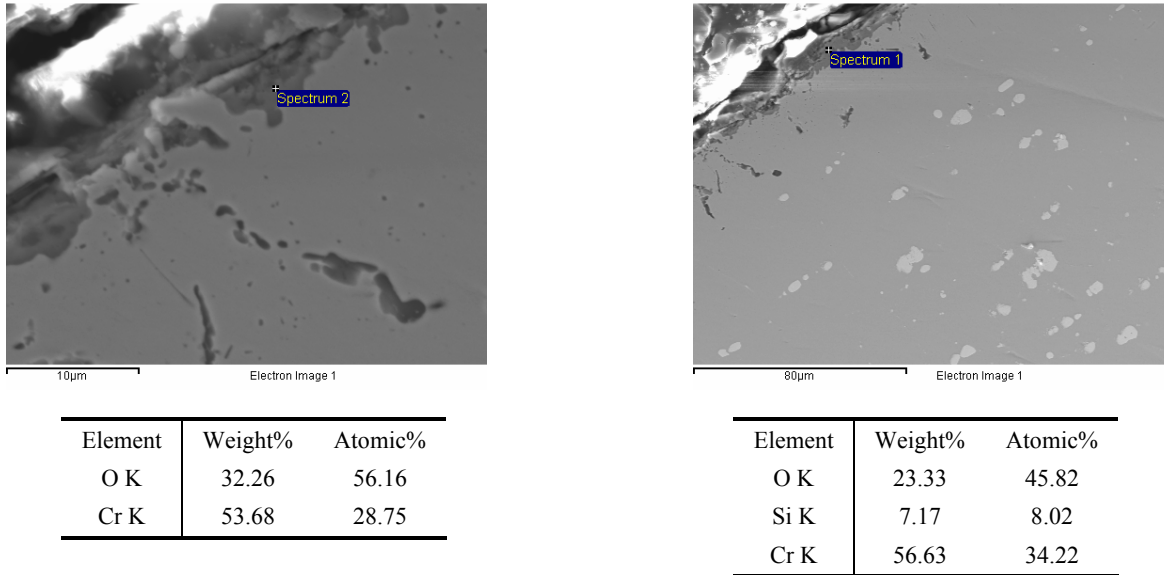 Spectrum 2
10µm Electron Image 1
Element Weight% Atomic%
O K 32.26 56.16
Cr K 53.68 28.75
Spectrum 1
80µm Electron Image 1
Element Weight% Atomic%
O K 23.33 45.82
Si K 7.17 8.02
Cr K 56.63 34.22